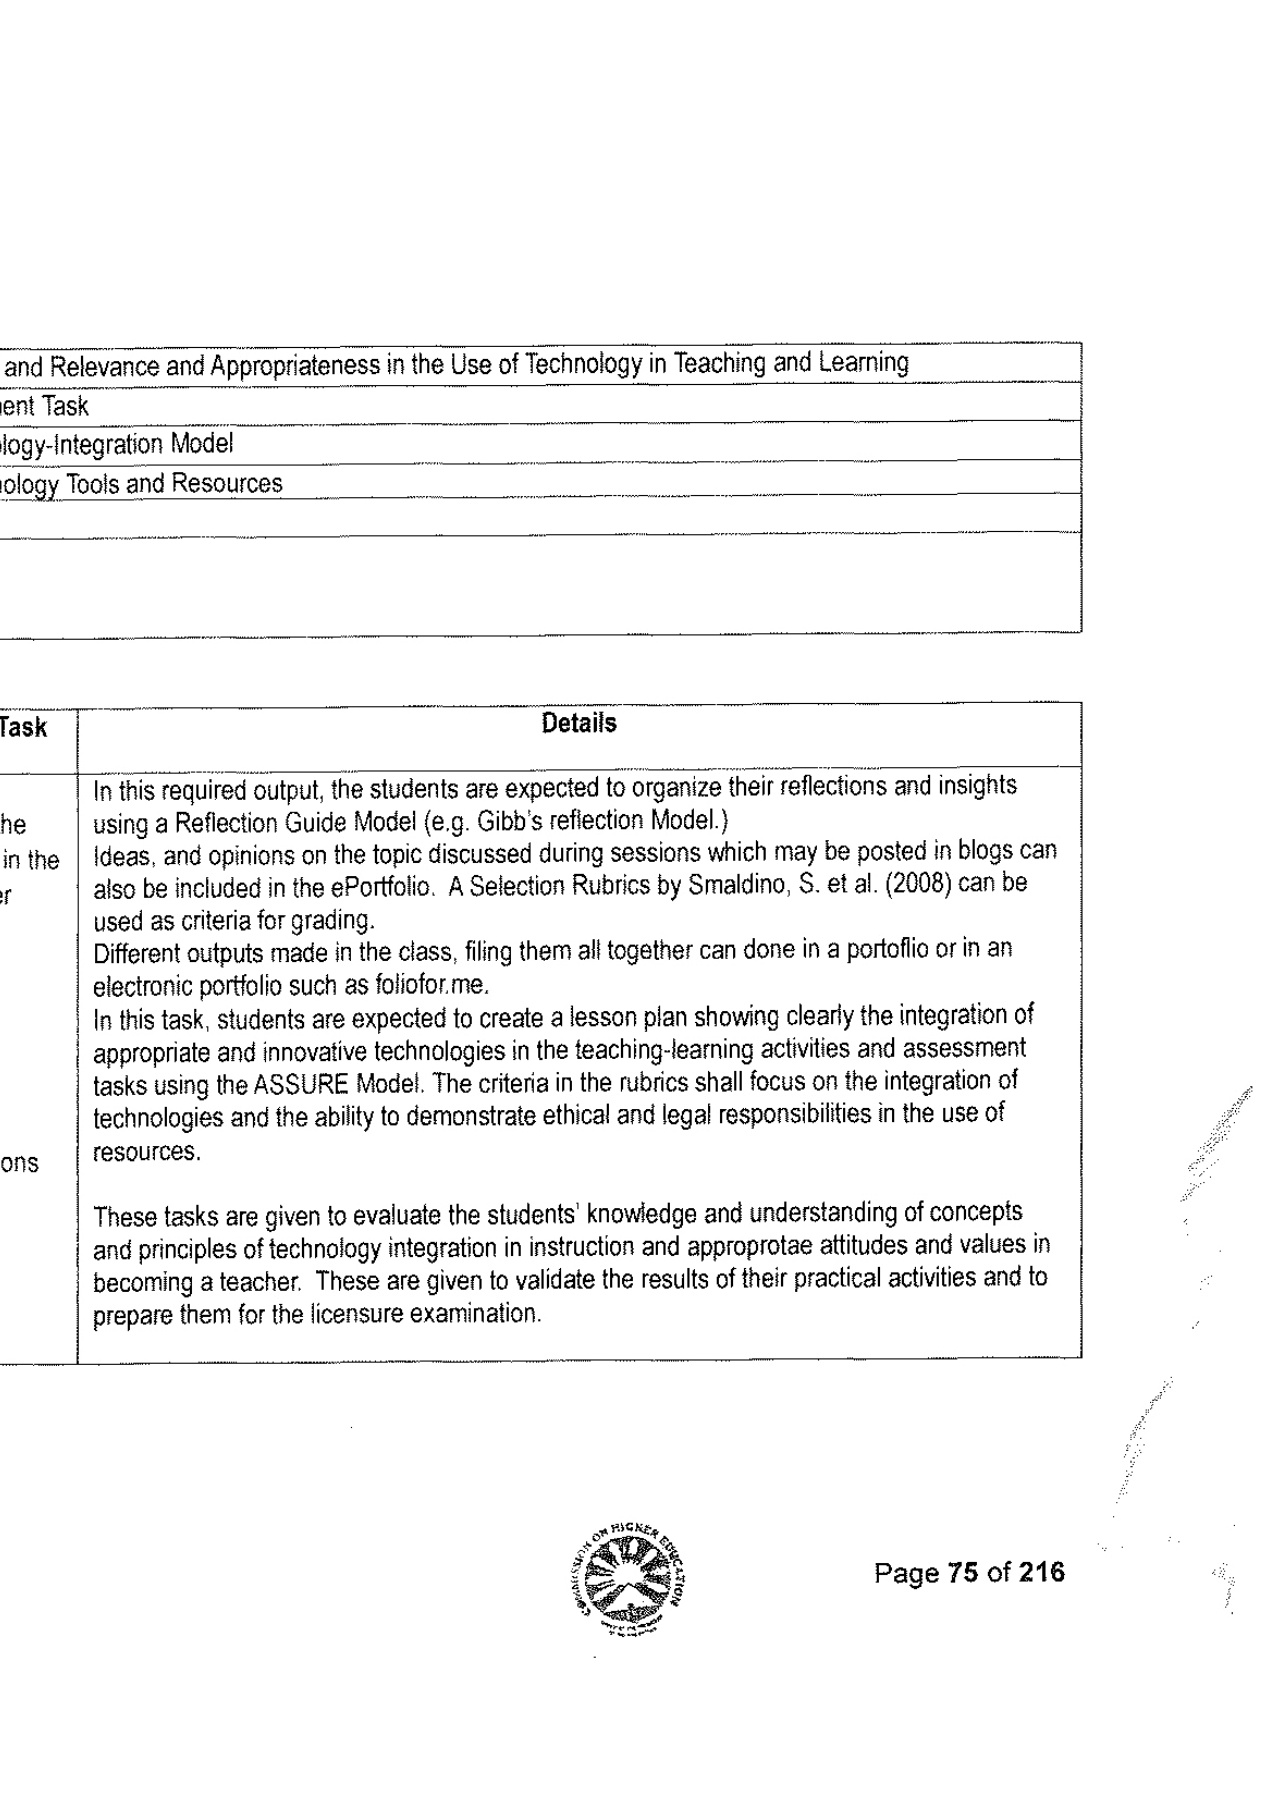 and Relevance and Appropriateness in the Use of Technology in Teaching and Learning
ent Task
logy-Integration Model
ology Tools and Resources
Task
Details
In this required output, the students are expected to organize their reflections and insights
he
using a Reflection Guide Model (e.g. Gibb's reflection Model.)
in the
Ideas, and opinions on the topic discussed during sessions which may be posted in blogs can
er
also be included in the ePortfolio. A Selection Rubrics by Smaldino, S. et al. (2008) can be
used as criteria for grading.
Different outputs made in the class, filing them all together can done in a portoflio or in an
electronic portfolio such as foliofor.me.
In this task, students are expected to create a lesson plan showing clearly the integration of
appropriate and innovative technologies in the teaching-learning activities and assessment
tasks using the ASSURE Model. The criteria in the rubrics shall focus on the integration of
technologies and the ability to demonstrate ethical and legal responsibilities in the use of
resources.
ons
These tasks are given to evaluate the students' knowledge and understanding of concepts
and principles of technology integration in instruction and approprotae attitudes and values in
becoming a teacher. These are given to validate the results of their practical activities and to
prepare them for the licensure examination.
COMMISSION ON HIGHER EDUCATION
Page 75 of 216